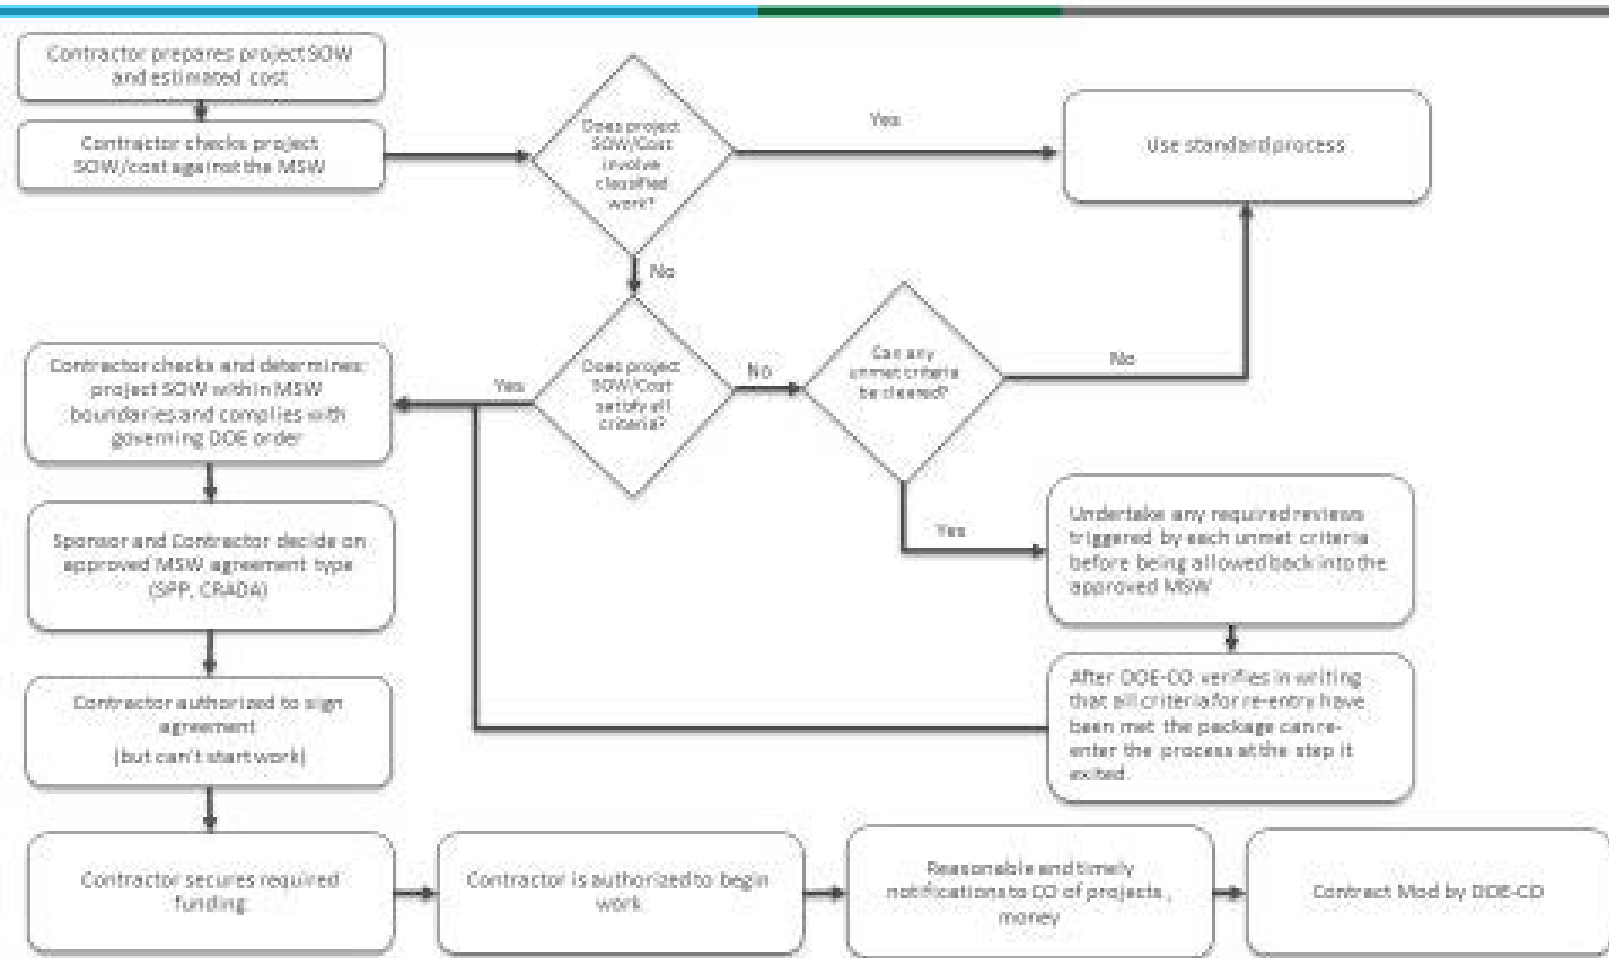 Contractor prepares project SOW
and estimated cost
Contractor checks project
SOW/cost against the MSW
Does project
SOW/Cost
involve
classified
work?
Yes
Use standard process
No
Does project
SOW/Cost
satisfy all
criteria?
Yes
No
Can any
unmet criteria
be cleared?
No
Yes
Contractor checks and determines
project SOW within MSW
boundaries and complies with
governing DOE order
Sponsor and Contractor decide on
approved MSW agreement type
(SPP, CRADA)
Contractor authorized to sign
agreement
(but can't start work)
Undertake any required reviews
triggered by each unmet criteria
before being allowed back into the
approved MSW
After DOE-CO verifies in writing
that all criteria for re-entry have
been met the package can re-
enter the process at the step it
exited.
Contractor secures required
funding
Contractor is authorized to begin
work
Reasonable and timely
notifications to CO of projects,
money
Contract Mod by DOE-CO